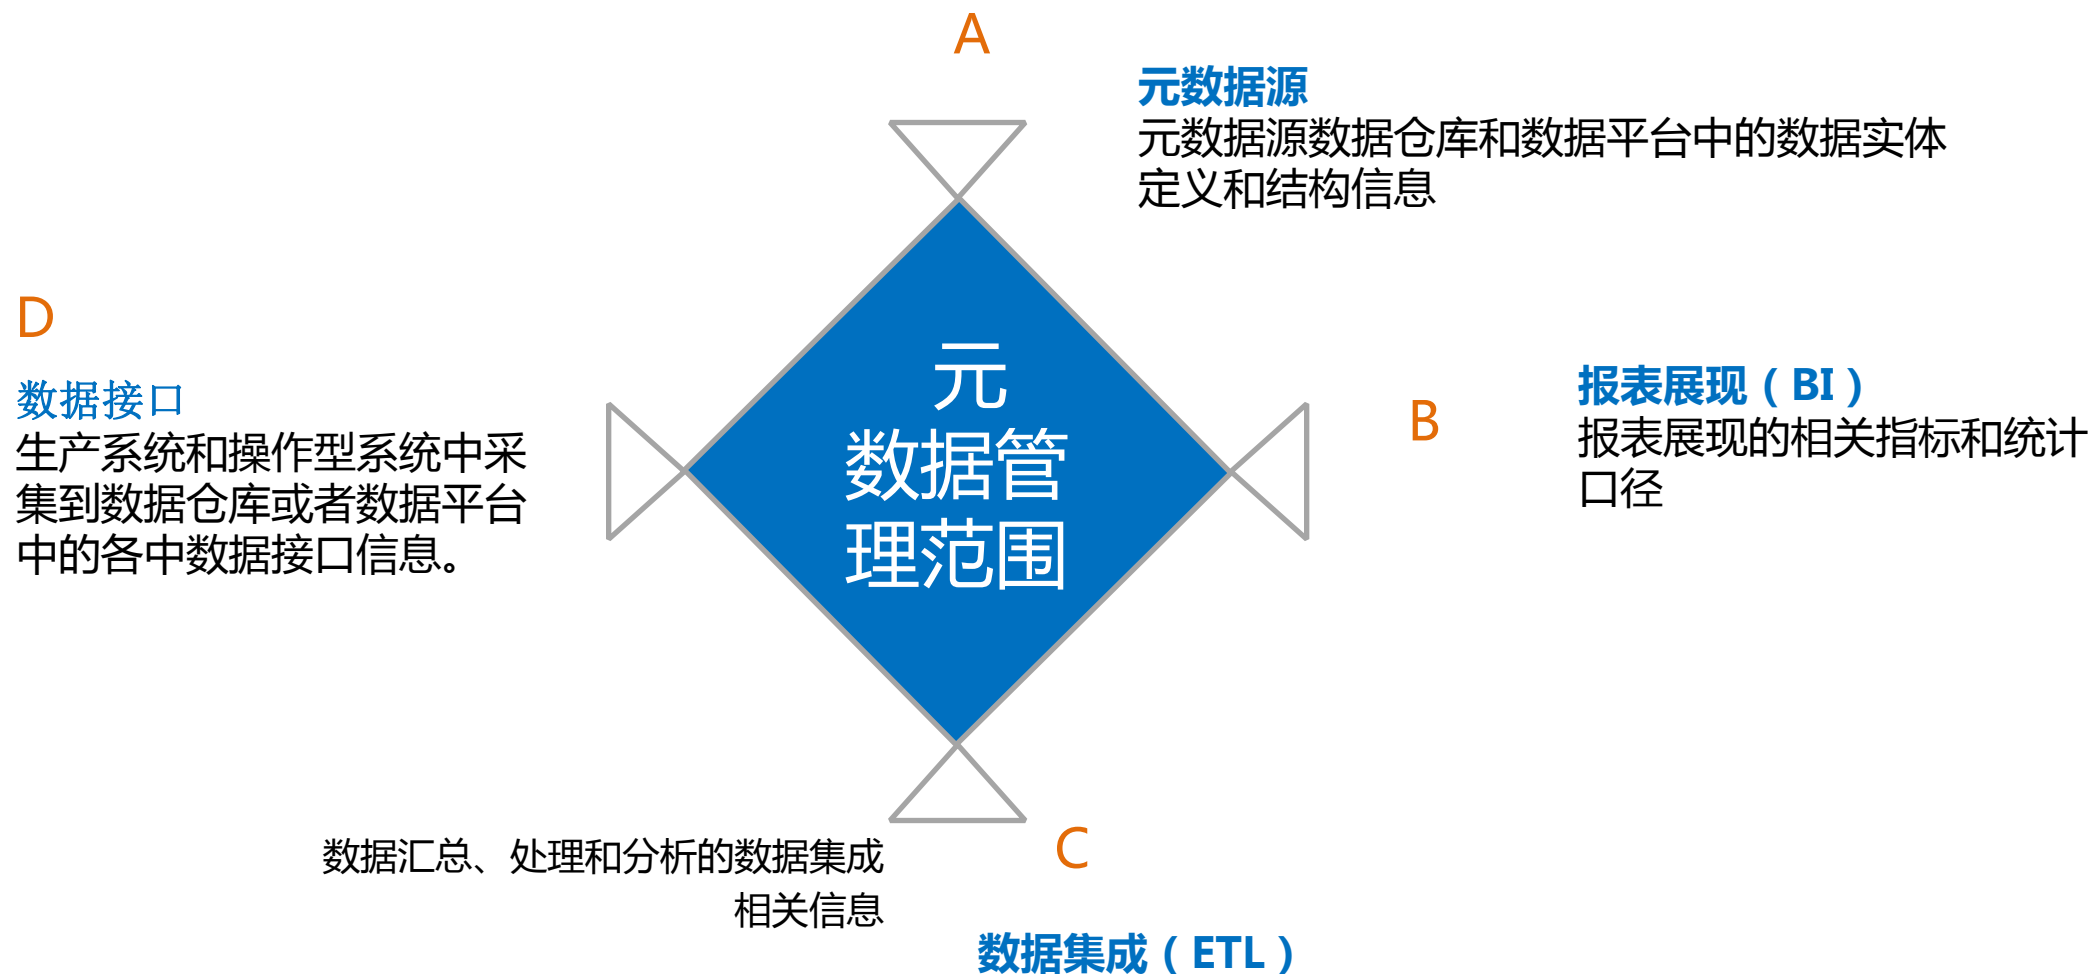 A
元数据源
元数据源数据仓库和数据平台中的数据实体
定义和结构信息
D
数据接口
生产系统和操作型系统中采
集到数据仓库或者数据平台
中的各中数据接口信息。
元
数据管
理范围
B
报表展现（BI）
报表展现的相关指标和统计
口径
C
数据汇总、处理和分析的数据集成
相关信息
数据集成（ETL）